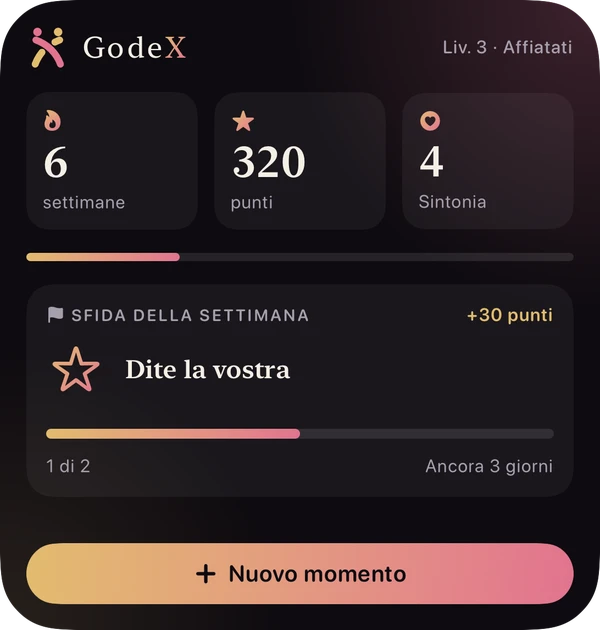 GodeX
Liv. 3 · Affiatati
6
settimane
320
punti
4
Sintonia
SFIDA DELLA SETTIMANA
+30 punti
Dite la vostra
1 di 2
Ancora 3 giorni
+ Nuovo momento